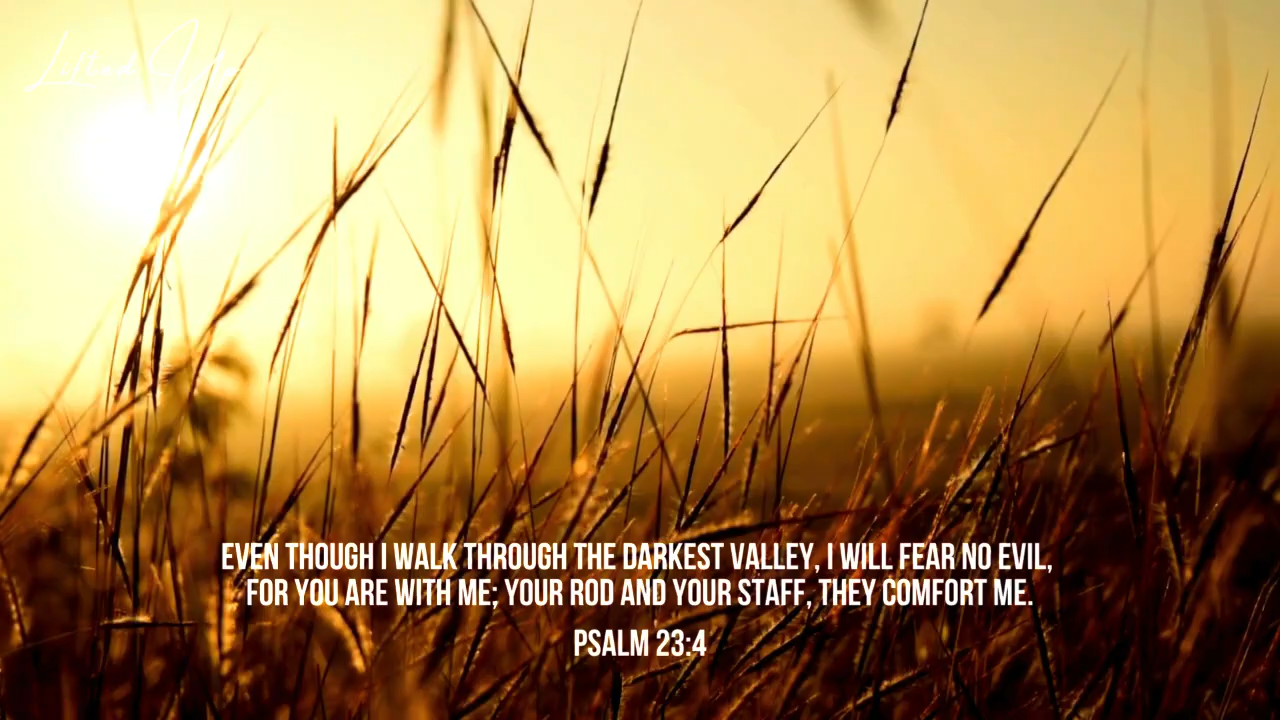 EVEN THOUGH I WALK THROUGH THE DARKEST VALLEY, I WILL FEAR NO EVIL,
FOR YOU ARE WITH ME; YOUR ROD AND YOUR STAFF, THEY COMFORT ME.
PSALM 23:4